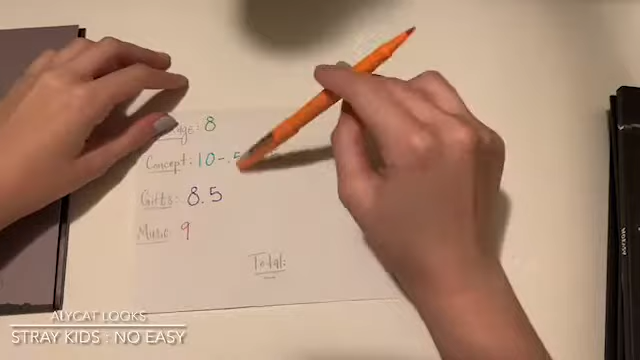 8
Concept: 10-.5
Gifts: 8.5
Music: 9
Total:
ALYCAT LOOKS
STRAY KIDS : NO EASY